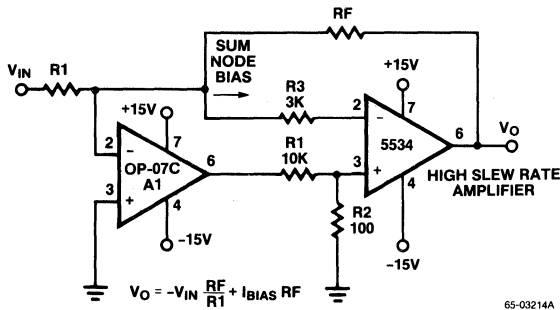 RF
SUM
NODE
BIAS
VIN
R1
+15V
R3
3K
+15V
2
7
VO
2
−
7
R1
10K
−
5534
6
6
OP-07C
A1
3
+
HIGH SLEW RATE
AMPLIFIER
3
+
4
4
R2
100
−15V
−15V
VO = −VIN RF/R1 + IBIAS RF
65-03214A